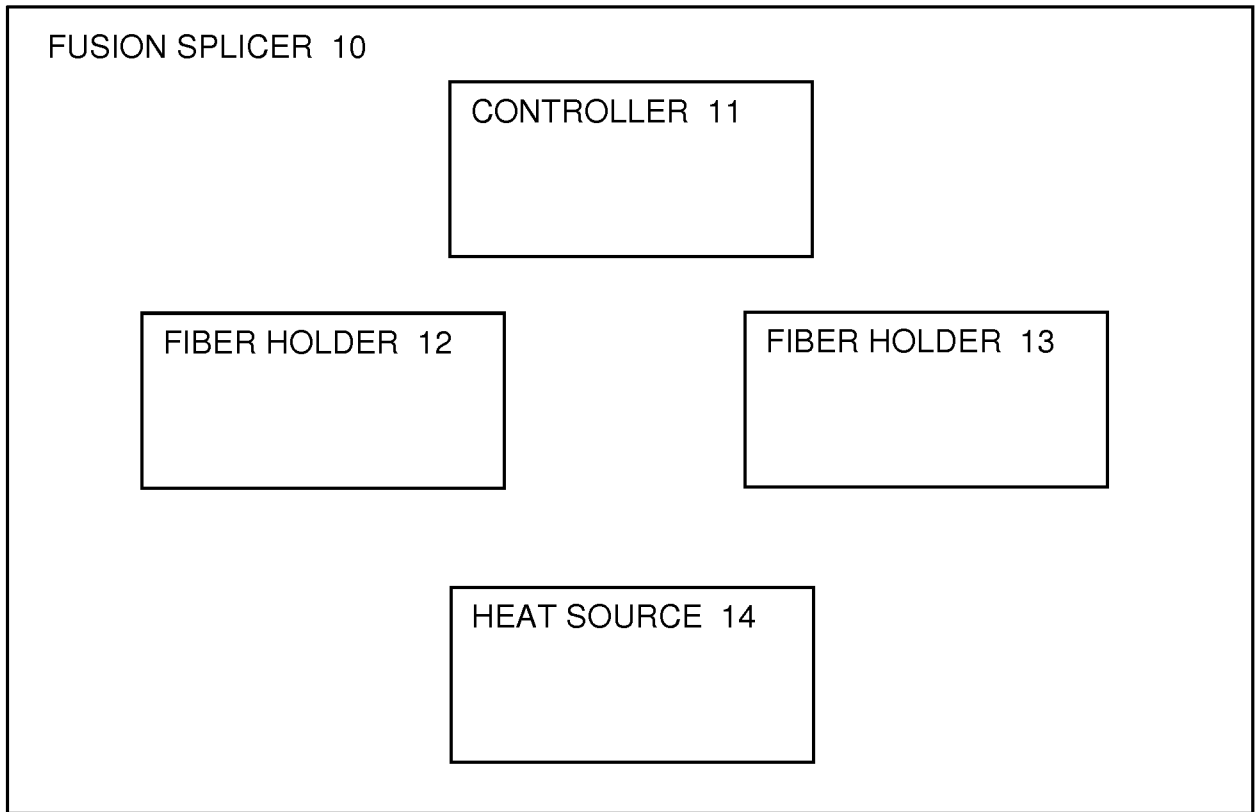 FUSION SPLICER 10
CONTROLLER 11
FIBER HOLDER 12
FIBER HOLDER 13
HEAT SOURCE 14